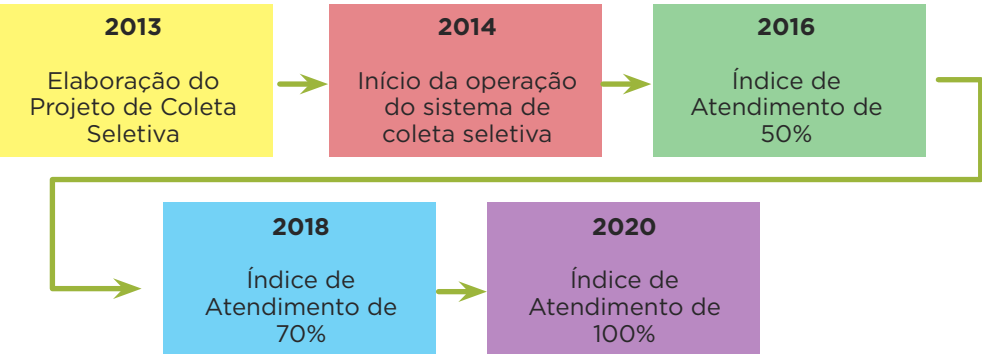 2013
Elaboração do
Projeto de Coleta
Seletiva
2014
Início da operação
do sistema de
coleta seletiva
2016
Índice de
Atendimento de
50%
2018
Índice de
Atendimento de
70%
2020
Índice de
Atendimento de
100%